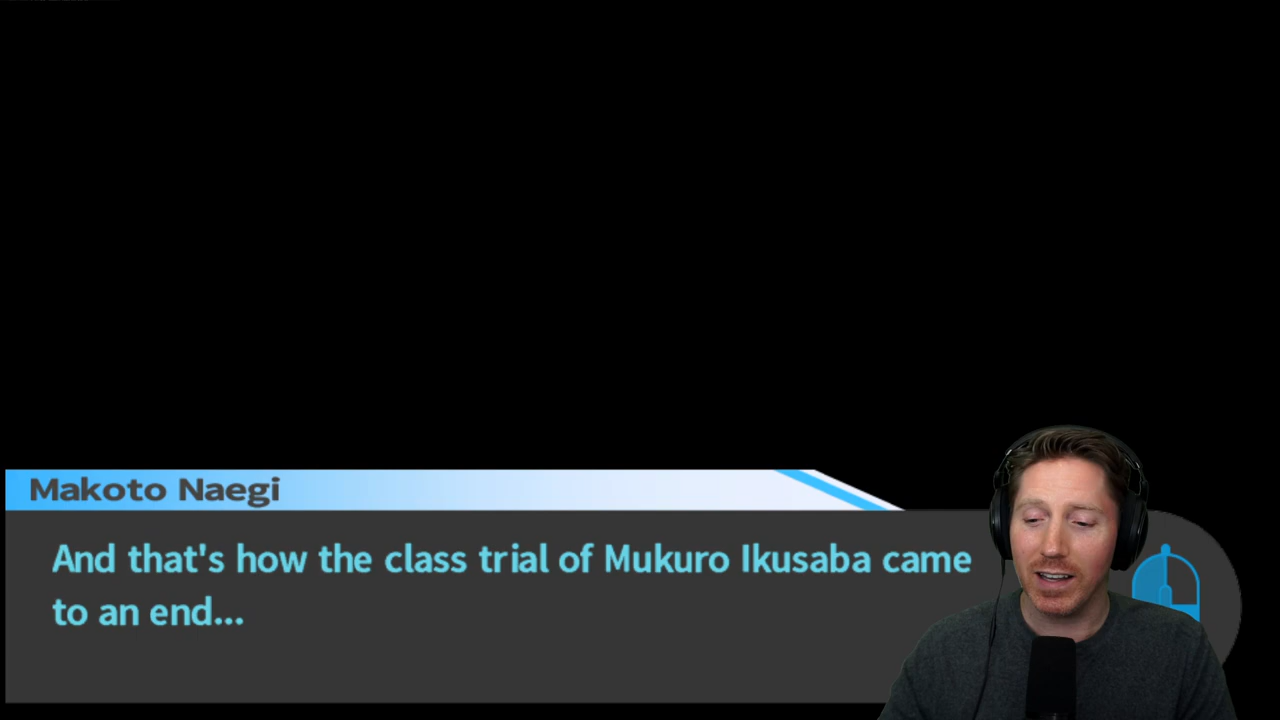 Makoto Naegi
And that's how the class trial of Mukuro Ikusaba came
to an end...